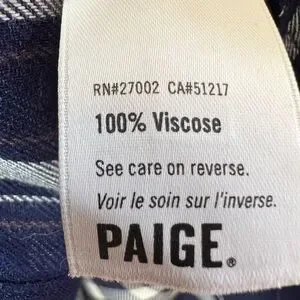 RN#27002 CA#51217
100% Viscose
See care on reverse.
Voir le soin sur l'inverse.
PAIGE®